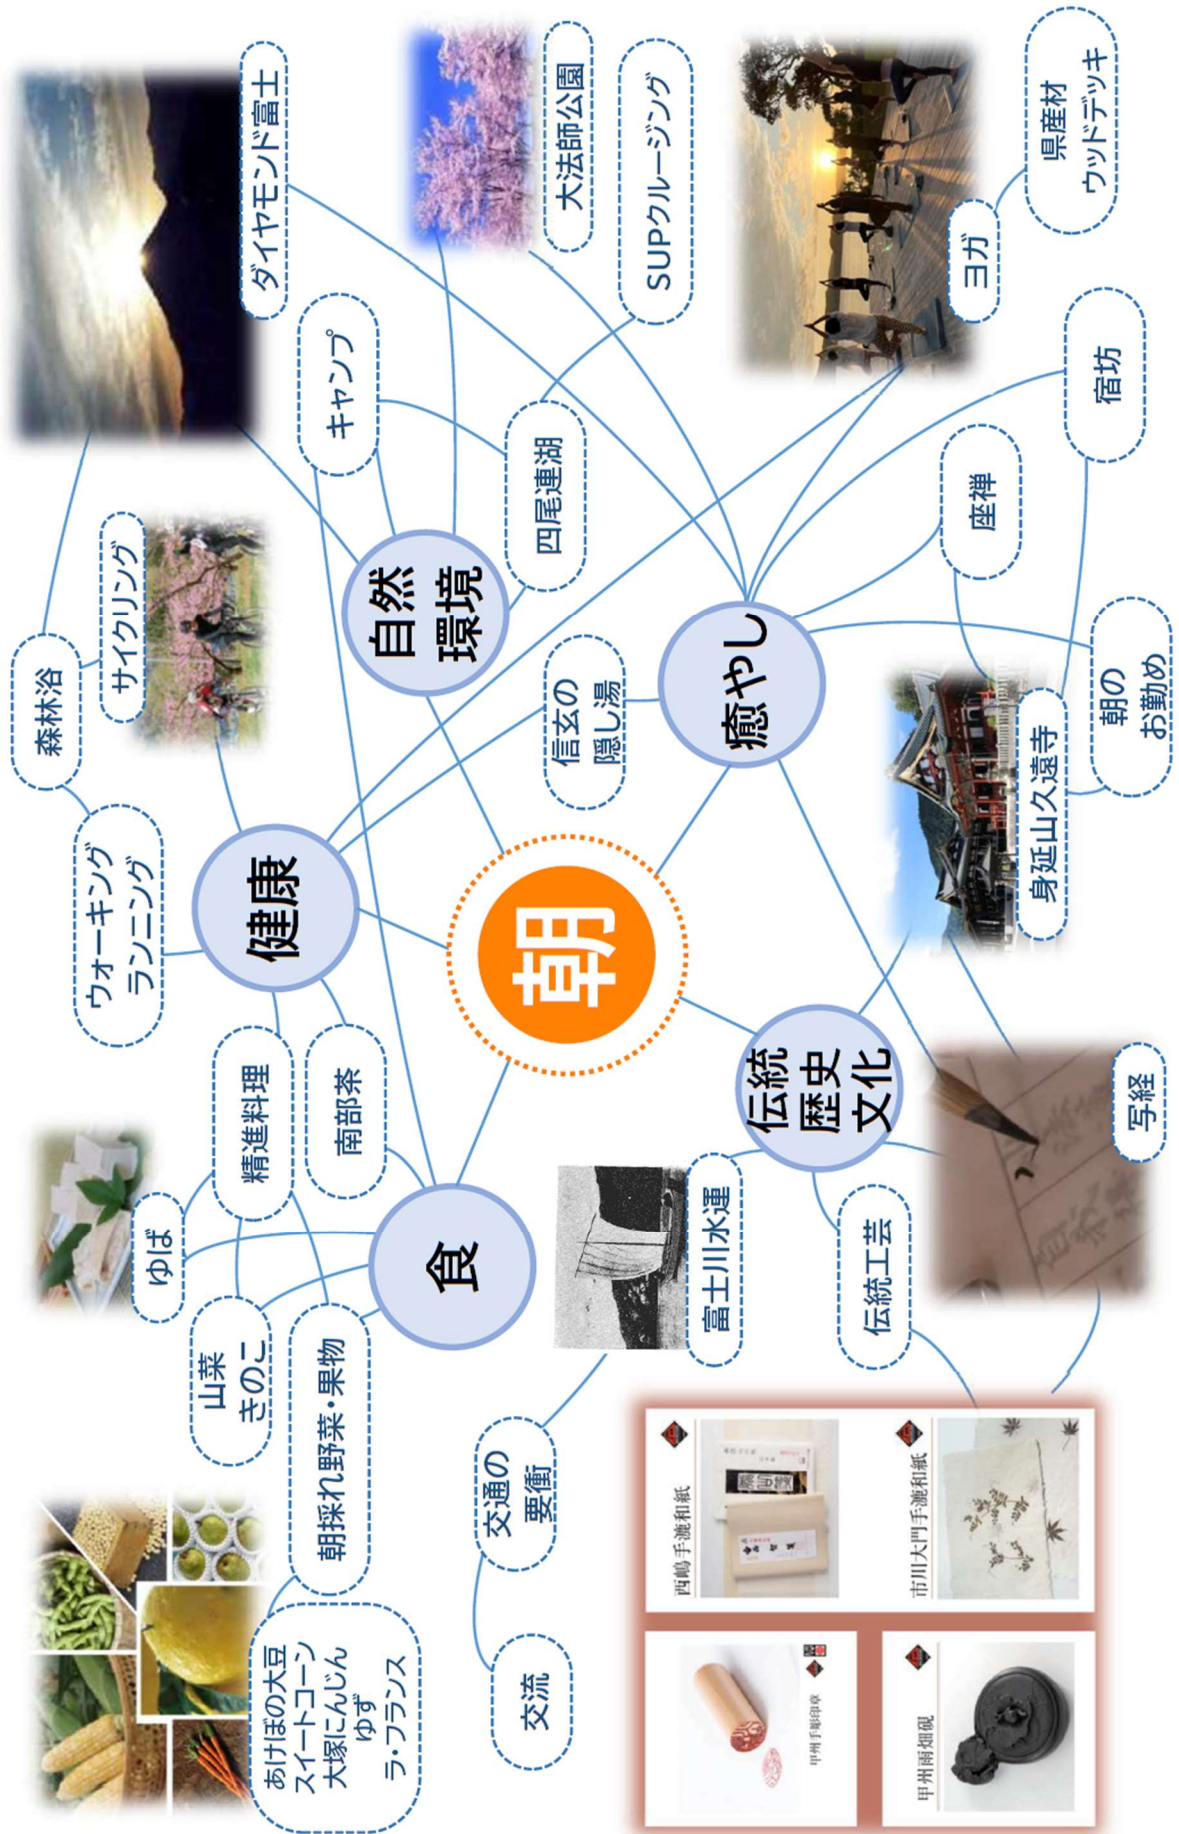 森林浴
ウォーキング
ランニング
サイクリング
ゆば
精進料理
山菜
きのこ
朝採れ野菜・果物
あけぼの大豆
スイートコーン
大塚にんじん
ゆず
ラ・フランス
南部茶
健康
ダイヤモンド富士
キャンプ
自然
環境
四尾連湖
大法師公園
SUPクルージング
食
朝
信玄の
隠し湯
癒やし
ヨガ
県産材
ウッドデッキ
座禅
宿坊
身延山久遠寺
朝の
お勤め
交流
交通の
要衝
富士川水運
伝統
歴史
文化
伝統工芸
写経
西嶋手漉和紙
甲州手彫印章
市川大門手漉和紙
甲州雨畑硯